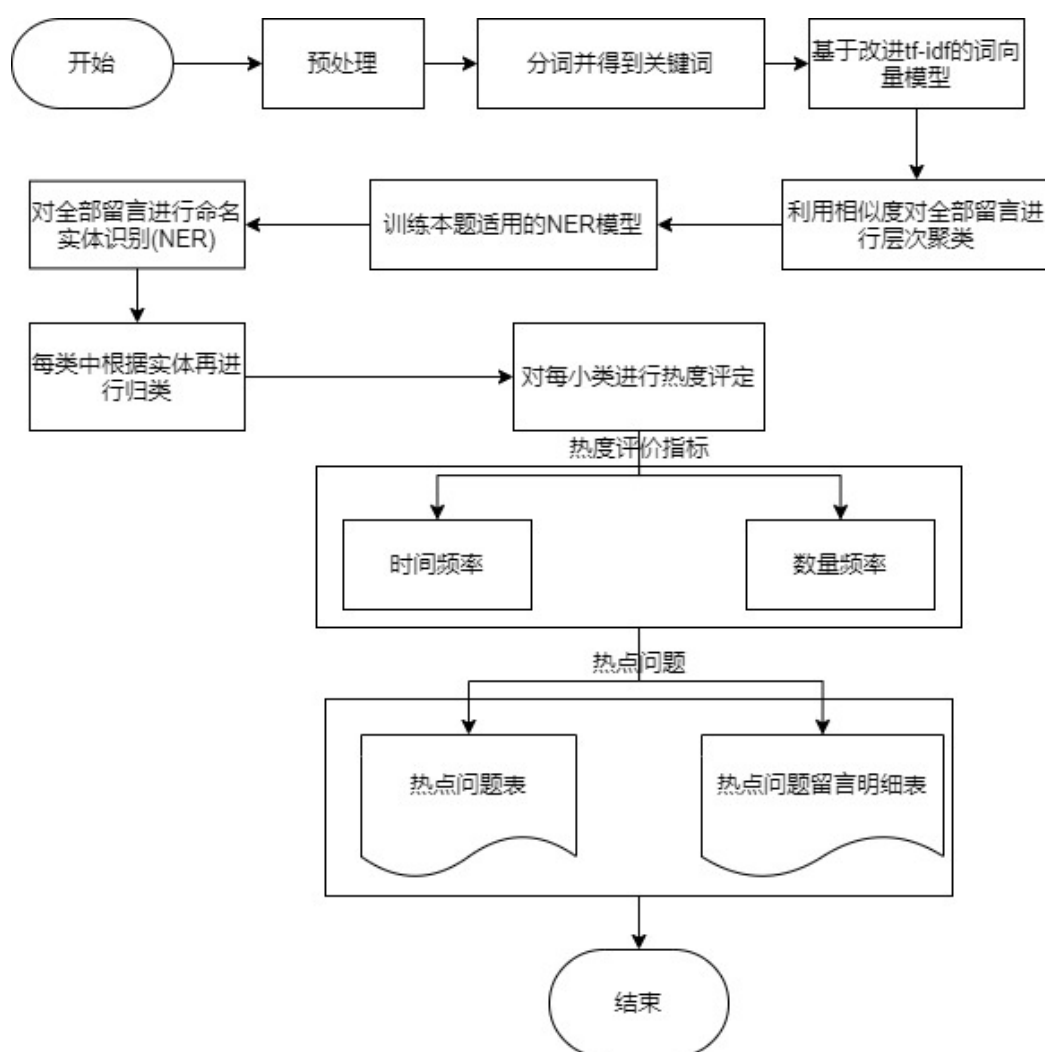 开始
预处理
分词并得到关键词
基于改进tf-idf的词向
量模型
利用相似度对全部留言进
行层次聚类
训练本题适用的NER模型
对全部留言进行命名
实体识别(NER)
每类中根据实体再进
行归类
对每小类进行热度评定
热度评价指标
时间频率
数量频率
热点问题
热点问题表
热点问题留言明细表
结束